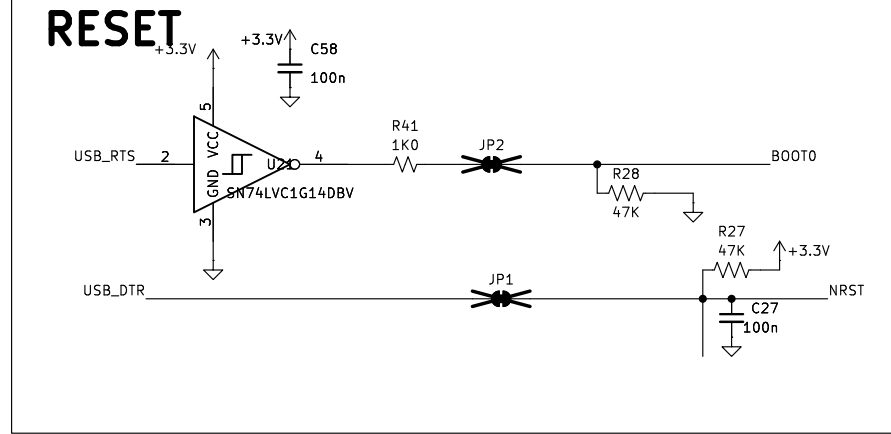 RESET
+3.3V
+3.3V
C58
100n
5
VCC
R41
1K0
JP2
USB_RTS
2
U21
4
BOOT0
GND
SN74LVC1G14DBV
R28
47K
3
R27
47K
+3.3V
JP1
USB_DTR
NRST
C27
100n